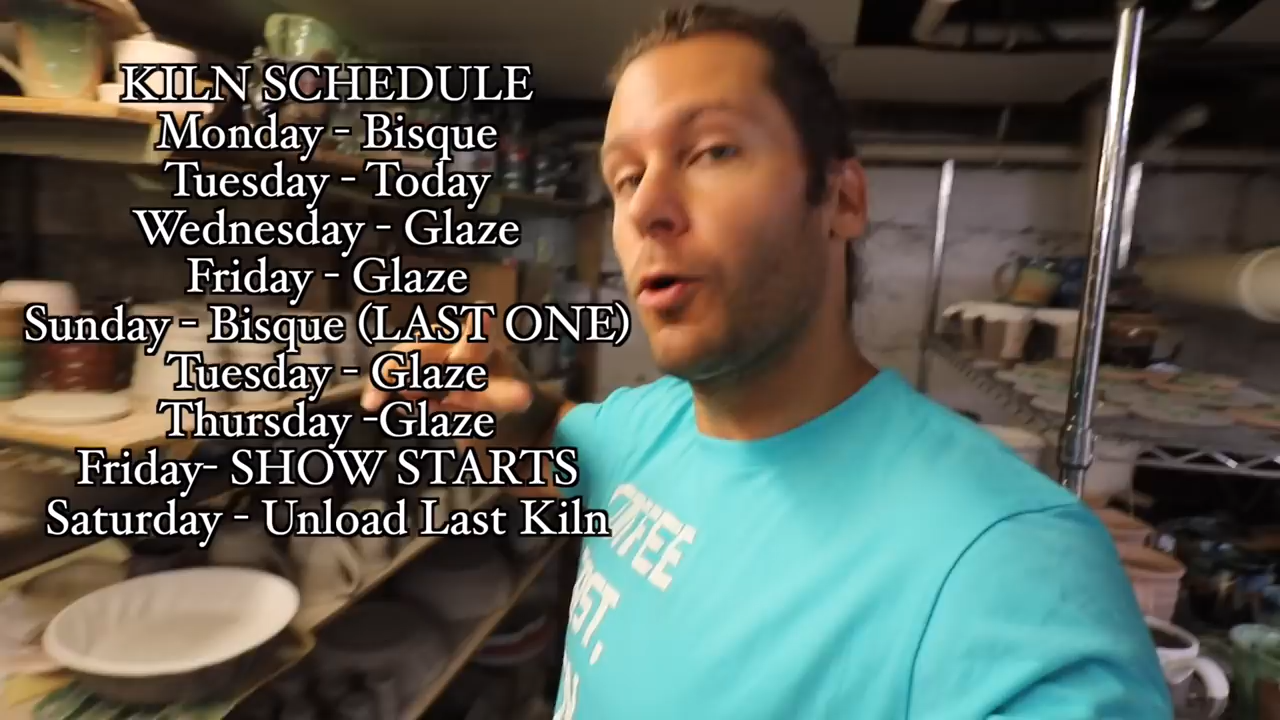 KILN SCHEDULE
Monday - Bisque
Tuesday - Today
Wednesday - Glaze
Friday - Glaze
Sunday - Bisque (LAST ONE)
Tuesday - Glaze
Thursday -Glaze
Friday- SHOW STARTS
Saturday - Unload Last Kiln